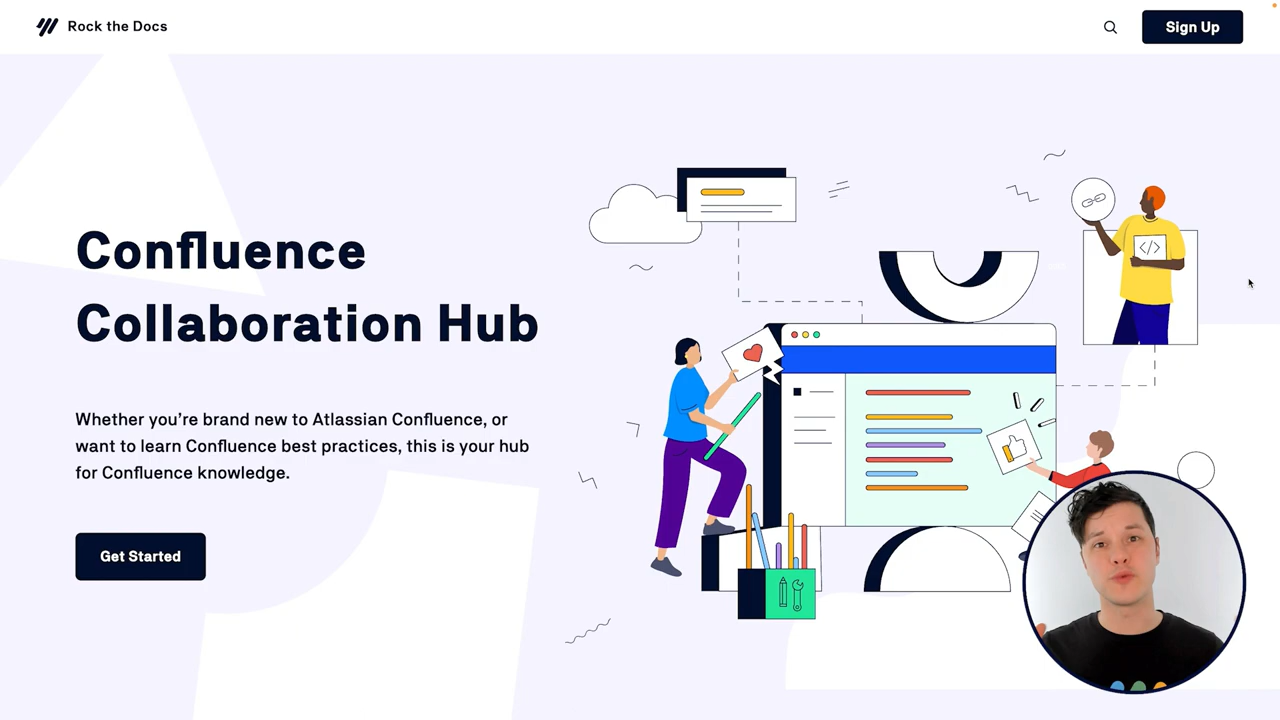 Rock the Docs
Sign Up
Confluence
Collaboration Hub
Whether you’re brand new to Atlassian Confluence, or
want to learn Confluence best practices, this is your hub
for Confluence knowledge.
Get Started
</>